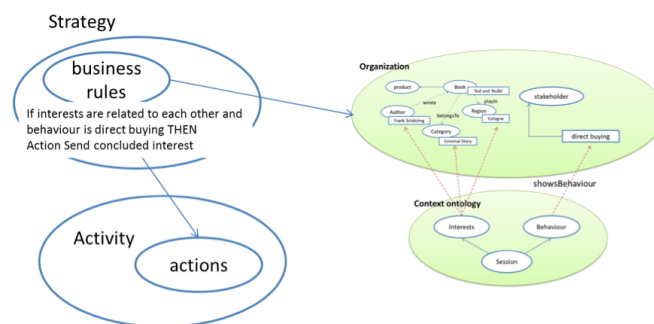 Strategy
business
rules
If interests are related to each other and
behaviour is direct buying THEN
Action Send concluded interest
Activity
actions
Organization
product
Book
Tod und Teufel
wrote
playIn
Author
Frank Schätzing
belongsTo
Region
Cologne
Category
Criminal Story
stakeholder
direct buying
showsBehaviour
Context ontology
Interests
Behaviour
Session